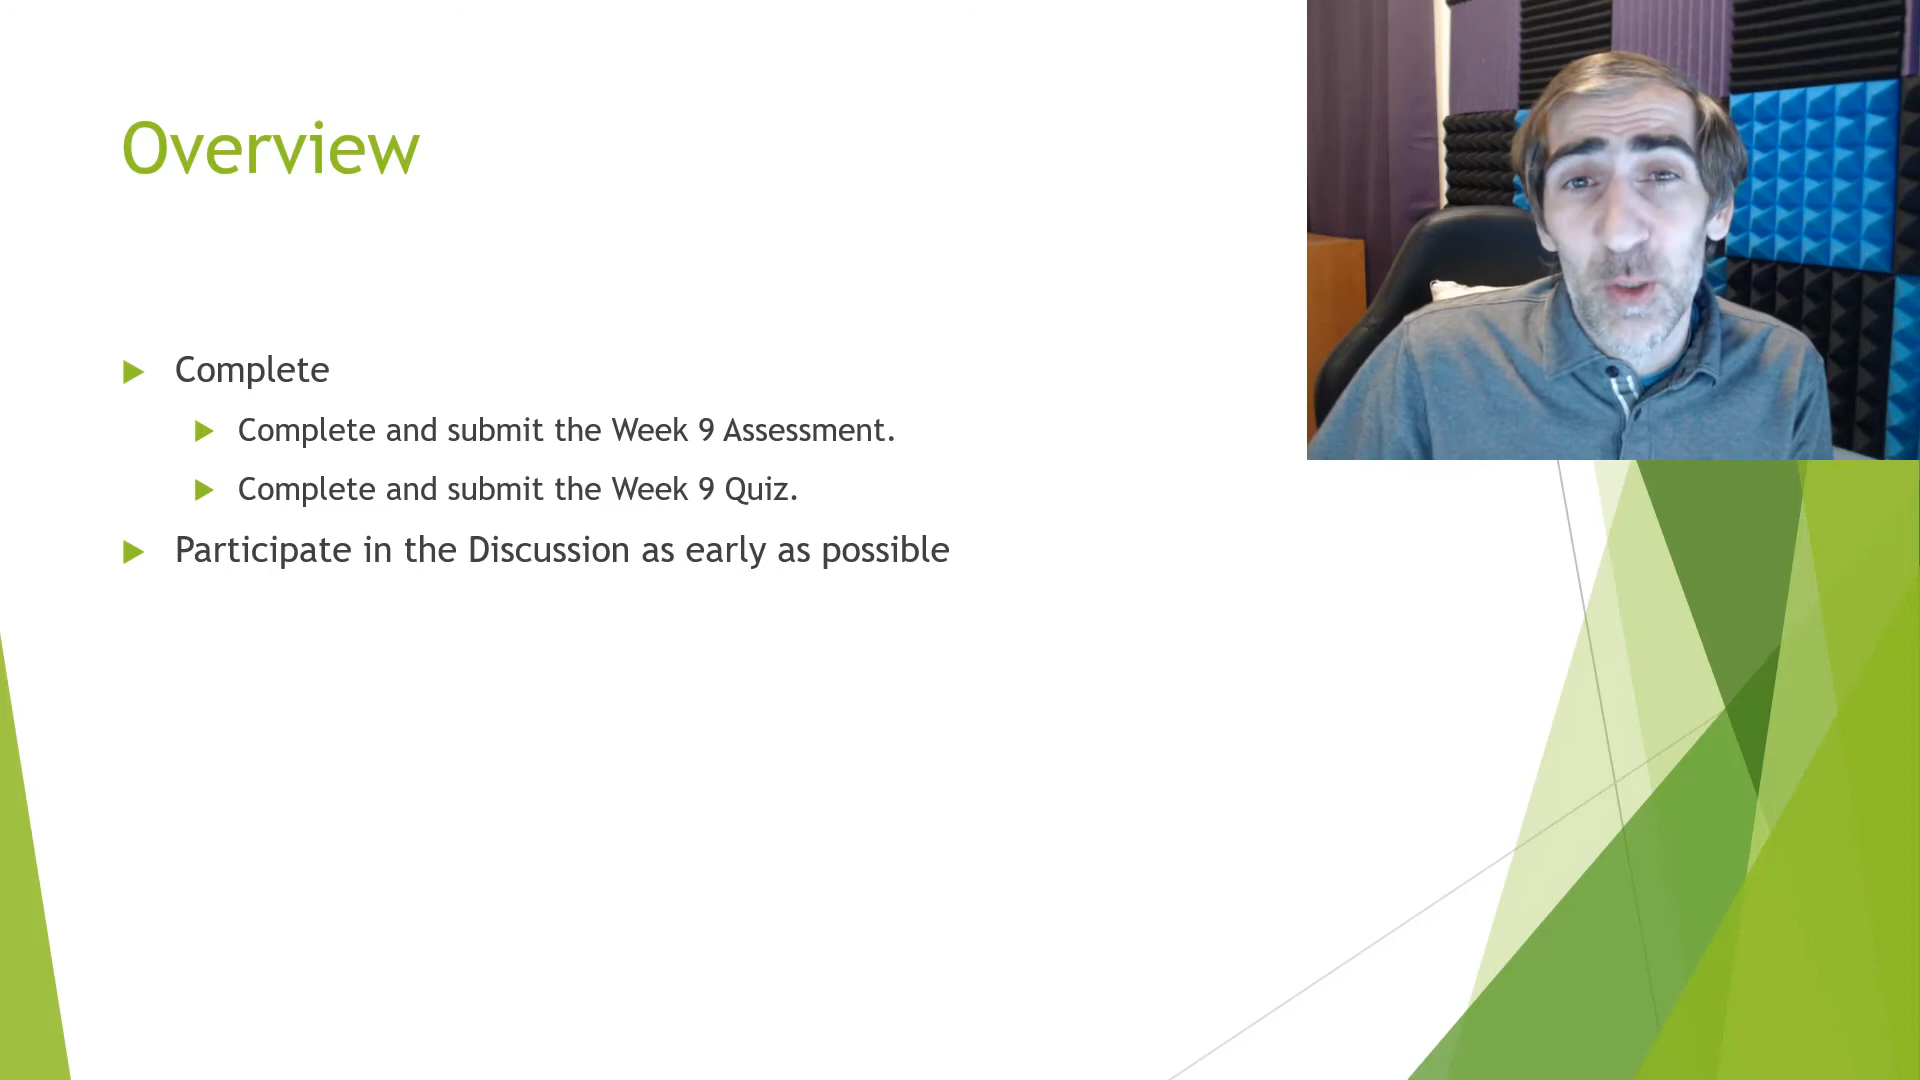 Overview
Complete
Complete and submit the Week 9 Assessment.
Complete and submit the Week 9 Quiz.
Participate in the Discussion as early as possible